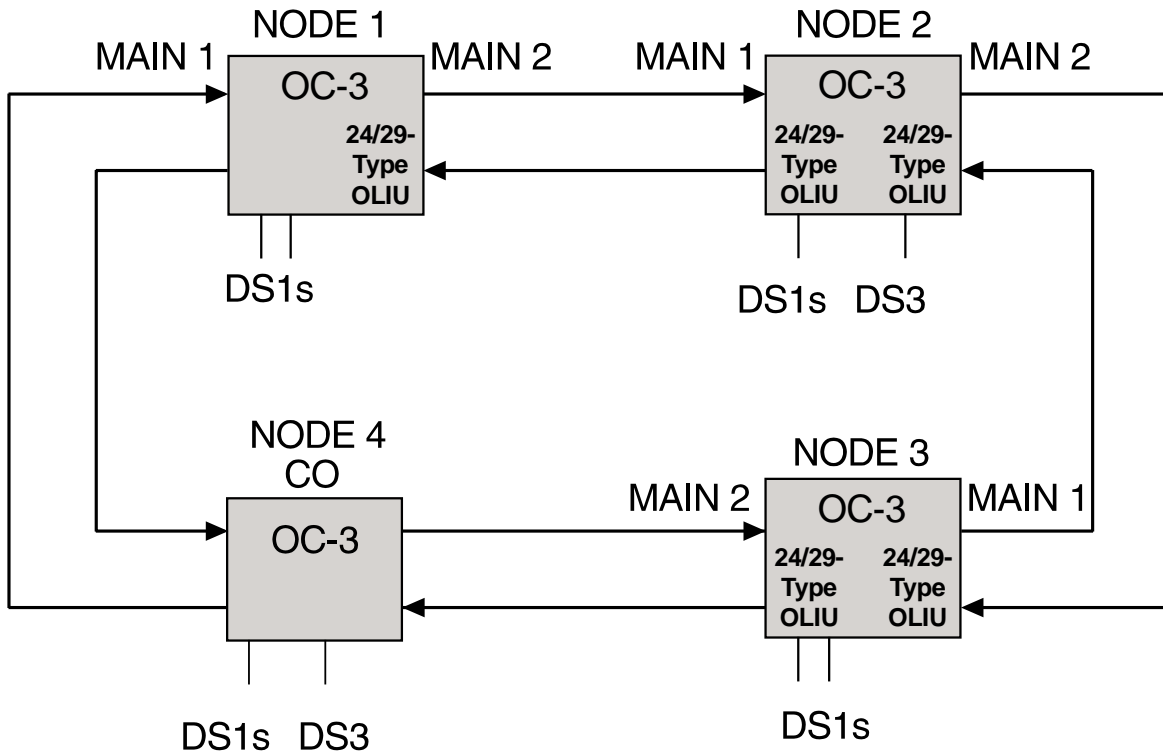 NODE 1
MAIN 1
MAIN 2
OC-3
24/29-
Type
OLIU
DS1s
NODE 2
MAIN 1
MAIN 2
OC-3
24/29-
Type
OLIU
24/29-
Type
OLIU
DS1s
DS3
NODE 4
CO
OC-3
DS1s
DS3
NODE 3
MAIN 2
MAIN 1
OC-3
24/29-
Type
OLIU
24/29-
Type
OLIU
DS1s